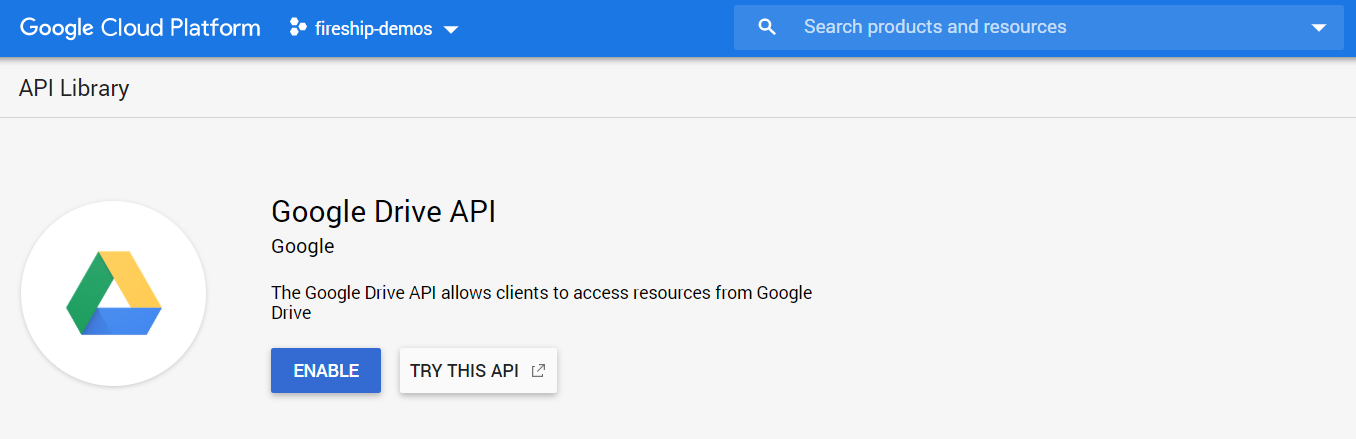 Google Cloud Platform
fireship-demos
Search products and resources
API Library
Google Drive API
Google
The Google Drive API allows clients to access resources from Google
Drive
ENABLE
TRY THIS API